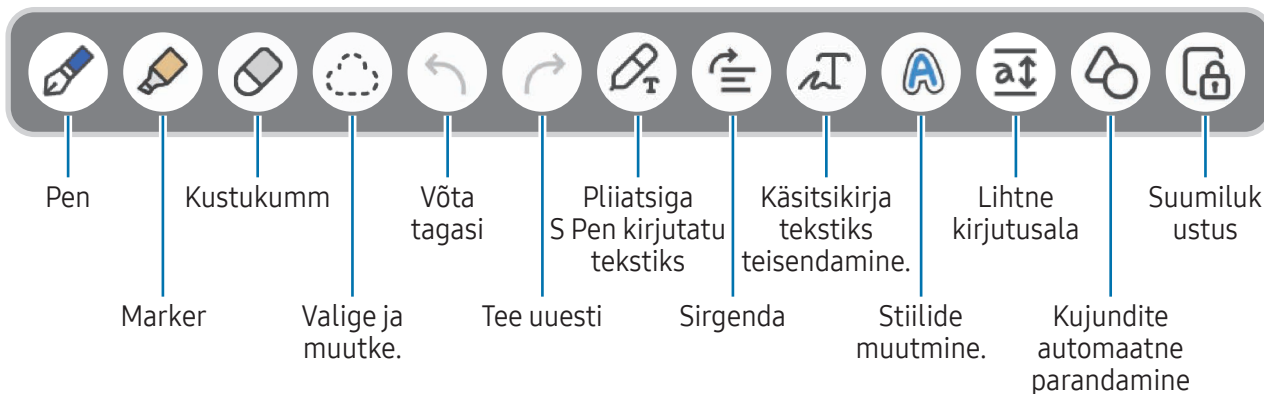 Pen
Kustukumm
Võta
tagasi
Pliiatsiga
S Pen kirjutatu
tekstiks
Käsitsikirja
tekstiks
teisendamine.
Lihtne
kirjutusala
Suumiluk
ustus
Marker
Valige ja
muutke.
Tee uuesti
Sirgenda
Stiilide
muutmine.
Kujundite
automaatne
parandamine